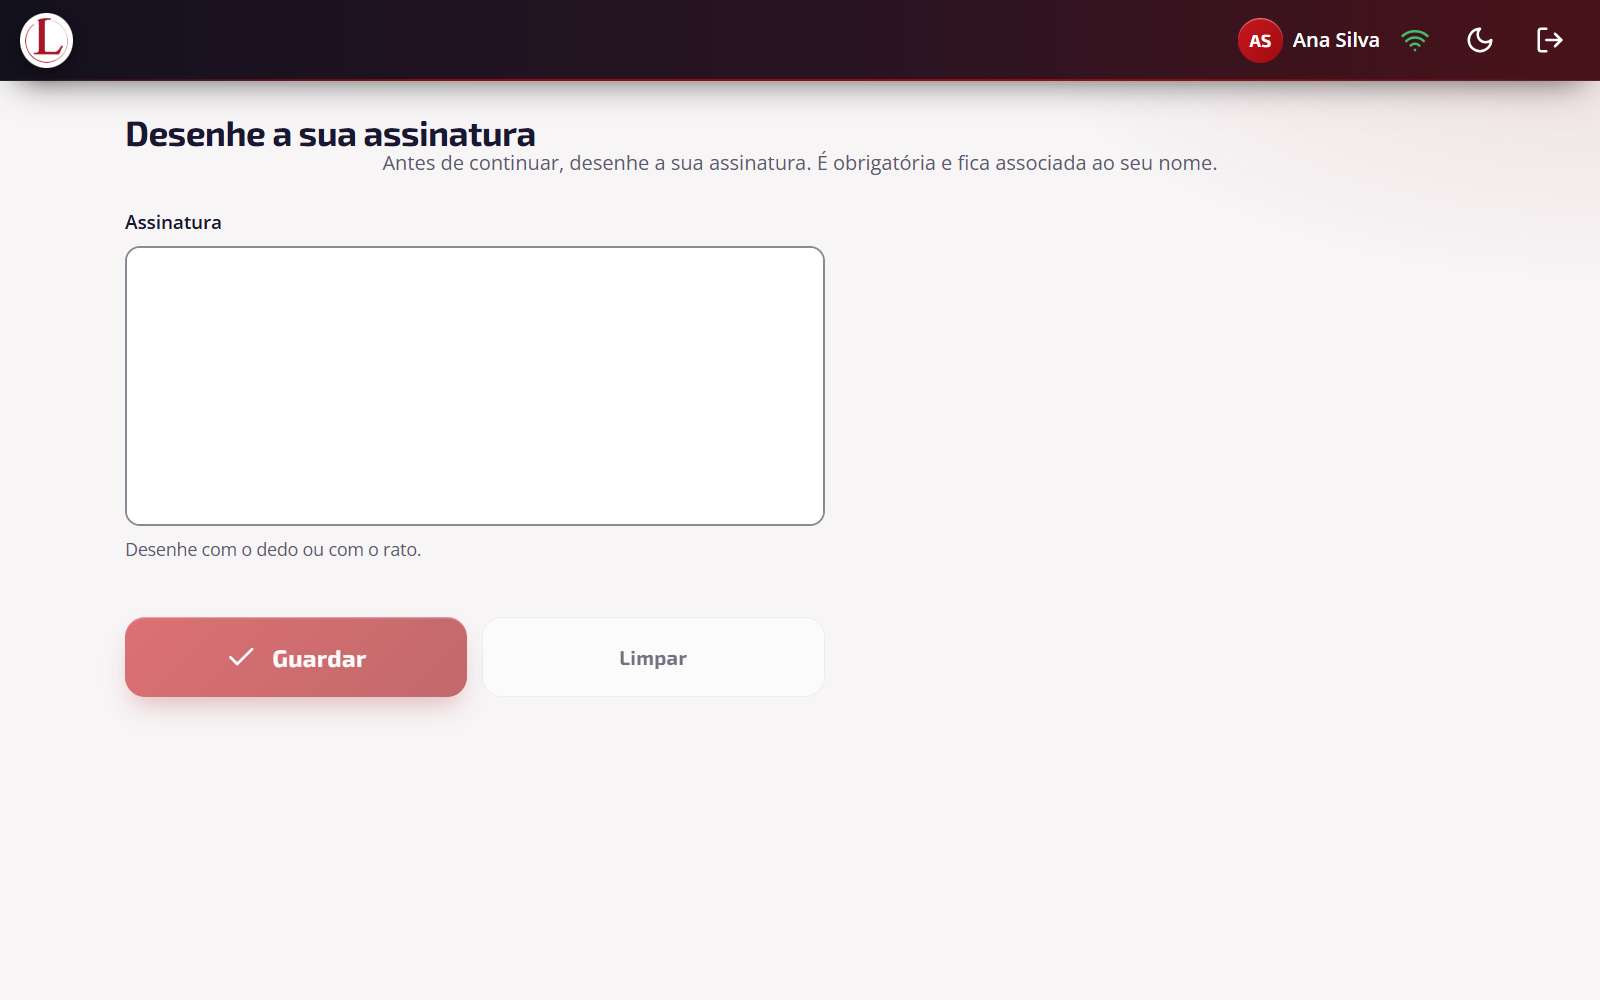 L
AS Ana Silva
Desenhe a sua assinatura
Antes de continuar, desenhe a sua assinatura. É obrigatória e fica associada ao seu nome.
Assinatura
Desenhe com o dedo ou com o rato.
Guardar
Limpar